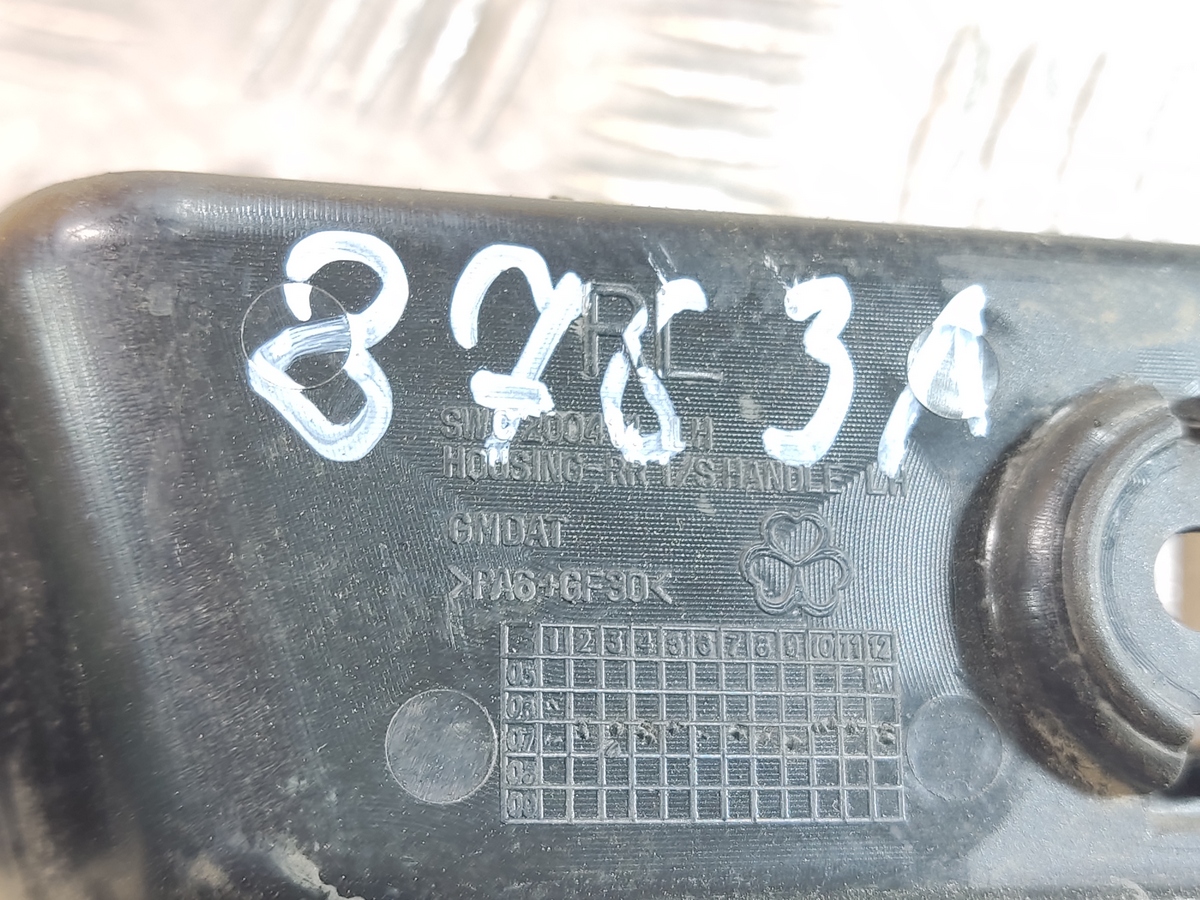 8783A
RL
HOUSING-RR I/S HANDLE LH
GMDAT
>PA6+GF30<
1 2 3 4 5 6 7 8 9 10 11 12
05
06
07
08
09